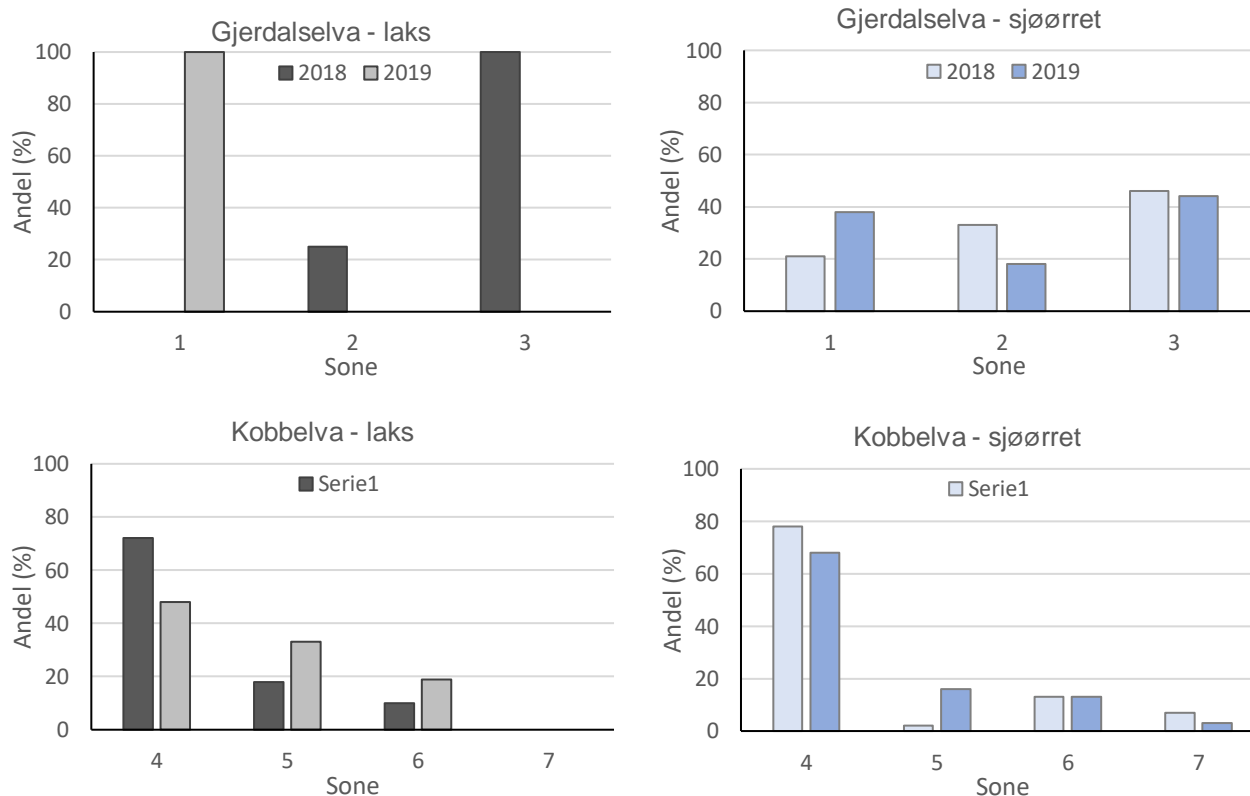 Gjerdalselva - laks
2018 2019
Andel (%)
100
80
60
40
20
0
1 2 3
Sone
Gjerdalselva - sjøørret
2018 2019
Andel (%)
100
80
60
40
20
0
1 2 3
Sone
Kobbelva - laks
Serie1
Andel (%)
100
80
60
40
20
0
4 5 6 7
Sone
Kobbelva - sjøørret
Serie1
Andel (%)
100
80
60
40
20
0
4 5 6 7
Sone